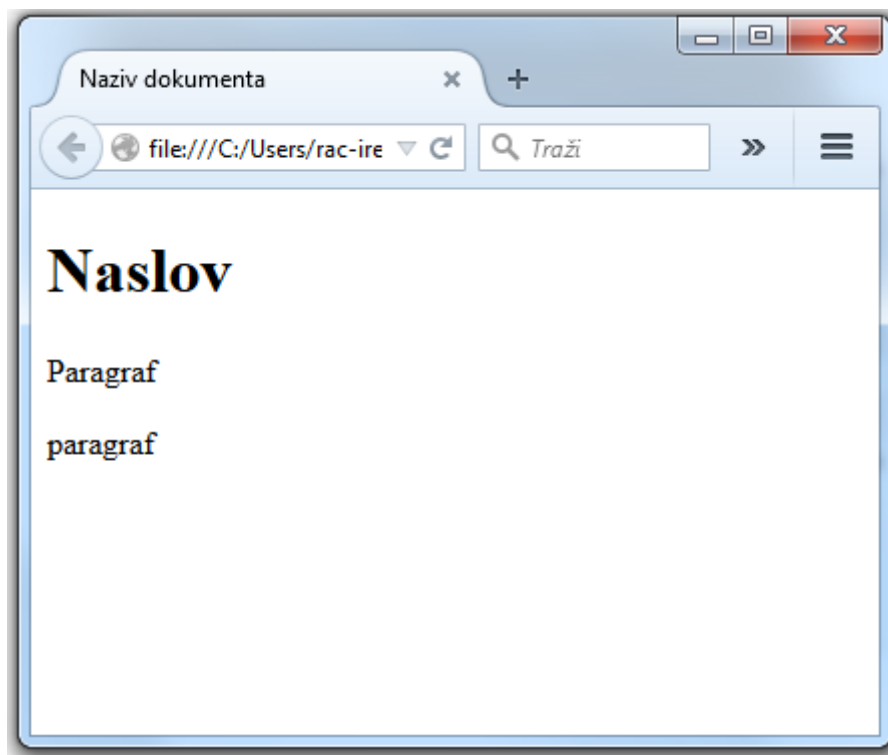 Naziv dokumenta
file:///C:/Users/rac-ire
Traži
Naslov
Paragraf
paragraf